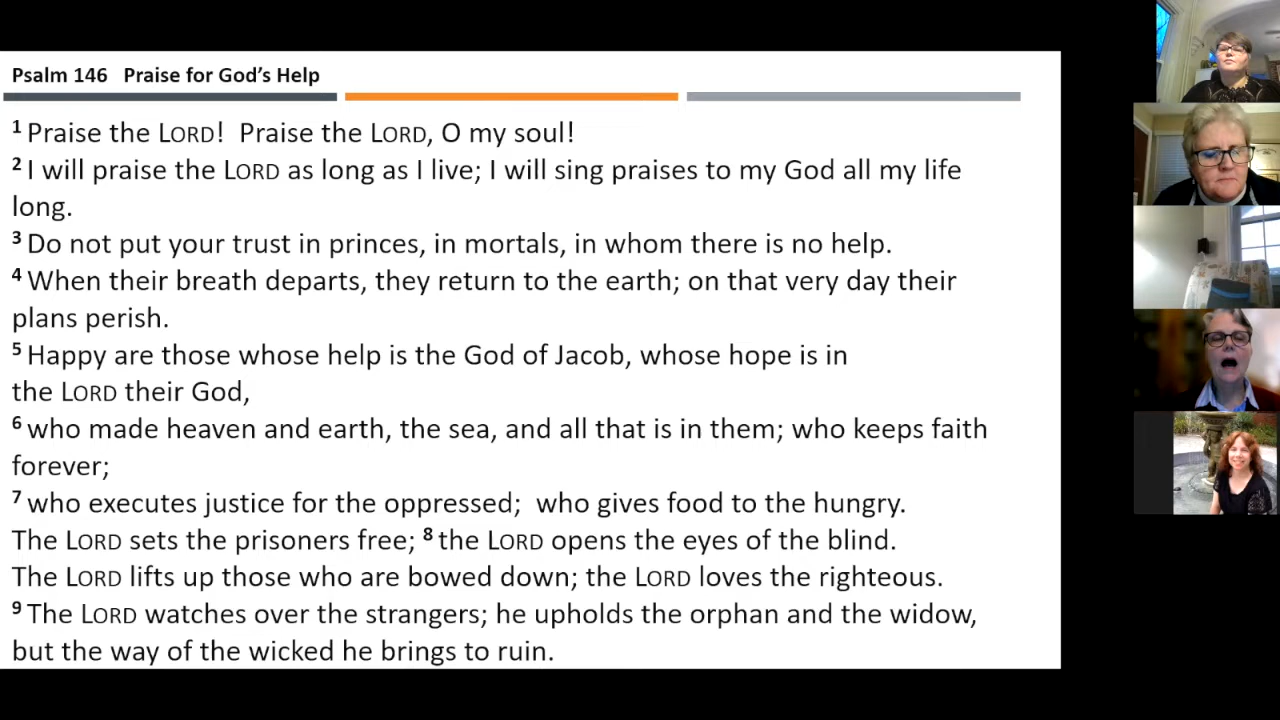 Psalm 146 Praise for God’s Help
1 Praise the LORD! Praise the LORD, O my soul!
2 I will praise the LORD as long as I live; I will sing praises to my God all my life
long.
3 Do not put your trust in princes, in mortals, in whom there is no help.
4 When their breath departs, they return to the earth; on that very day their
plans perish.
5 Happy are those whose help is the God of Jacob, whose hope is in
the LORD their God,
6 who made heaven and earth, the sea, and all that is in them; who keeps faith
forever;
7 who executes justice for the oppressed; who gives food to the hungry.
The LORD sets the prisoners free; 8 the LORD opens the eyes of the blind.
The LORD lifts up those who are bowed down; the LORD loves the righteous.
9 The LORD watches over the strangers; he upholds the orphan and the widow,
but the way of the wicked he brings to ruin.